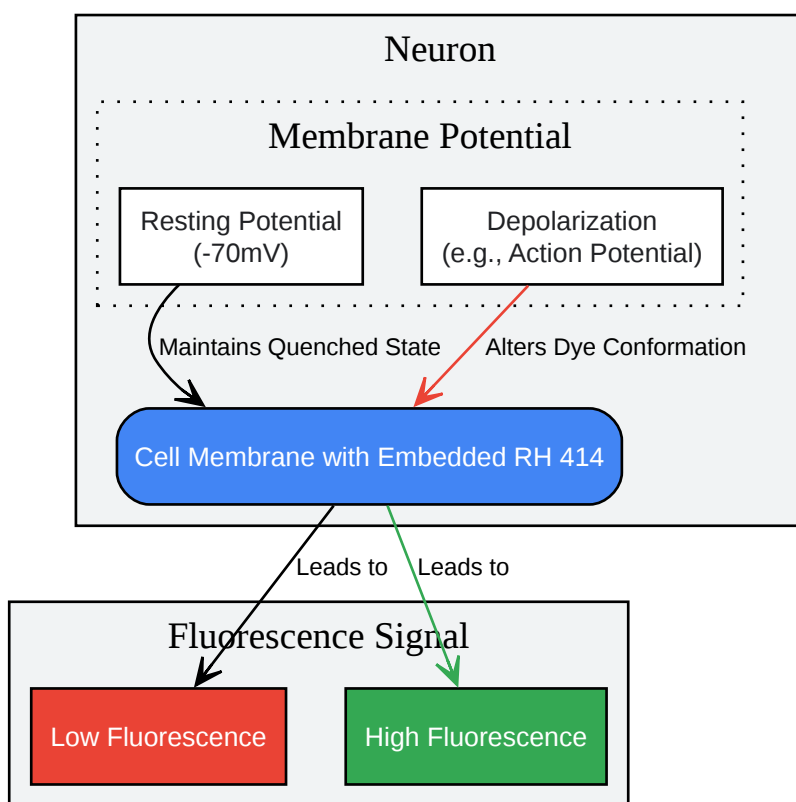 Neuron
Membrane Potential
Resting Potential
(-70mV)
Depolarization
(e.g., Action Potential)
Maintains Quenched State
Alters Dye Conformation
Cell Membrane with Embedded RH 414
Leads to
Leads to
Fluorescence Signal
Low Fluorescence
High Fluorescence